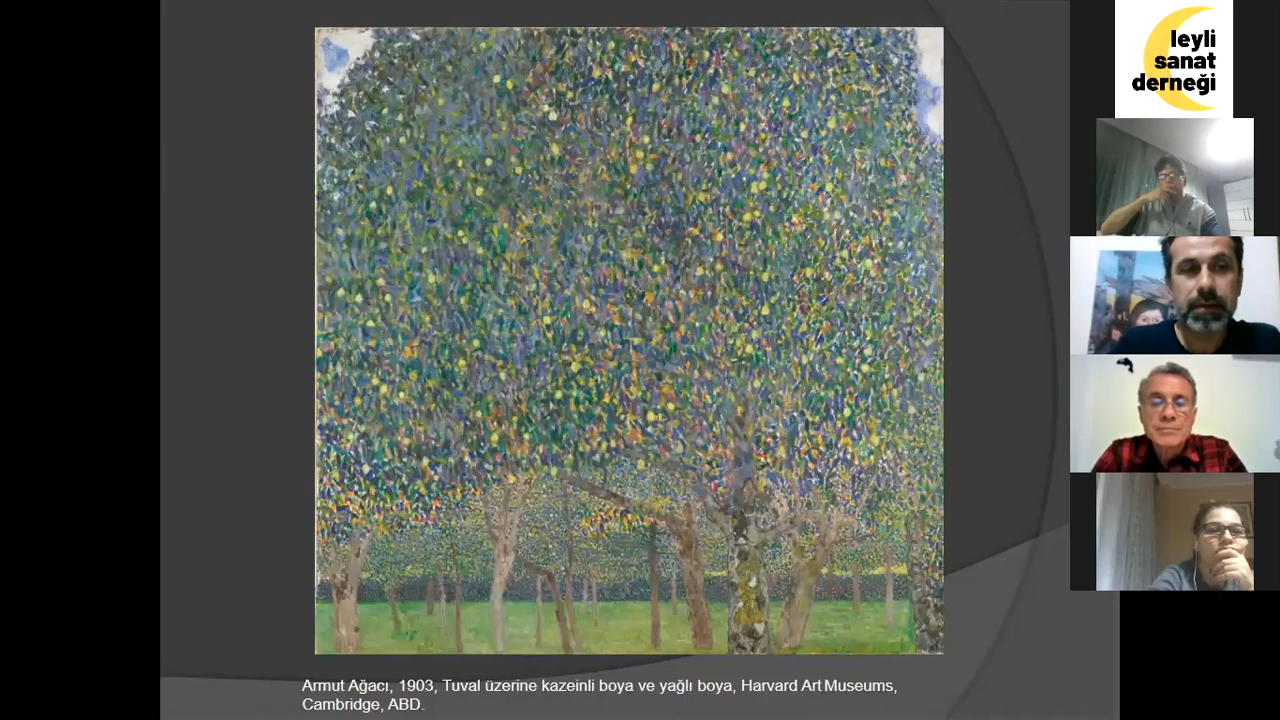 leyli
sanat
derneği
Armut Ağacı, 1903, Tuval üzerine kazeinli boya ve yağlı boya, Harvard Art Museums,
Cambridge, ABD.